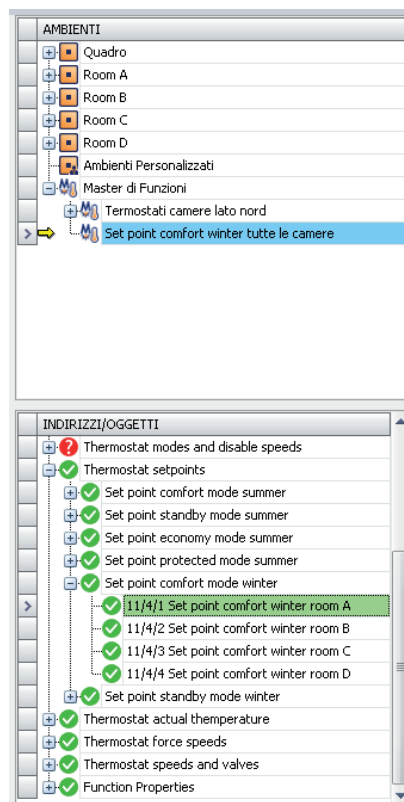 AMBIENTI
Quadro
Room A
Room B
Room C
Room D
Ambienti Personalizzati
Master di Funzioni
Termostati camere lato nord
Set point comfort winter tutte le camere
INDIRIZZI/OGGETTI
Thermostat modes and disable speeds
Thermostat setpoints
Set point comfort mode summer
Set point standby mode summer
Set point economy mode summer
Set point protected mode summer
Set point comfort mode winter
11/4/1 Set point comfort winter room A
11/4/2 Set point comfort winter room B
11/4/3 Set point comfort winter room C
11/4/4 Set point comfort winter room D
Set point standby mode winter
Thermostat actual themperature
Thermostat force speeds
Thermostat speeds and valves
Function Properties